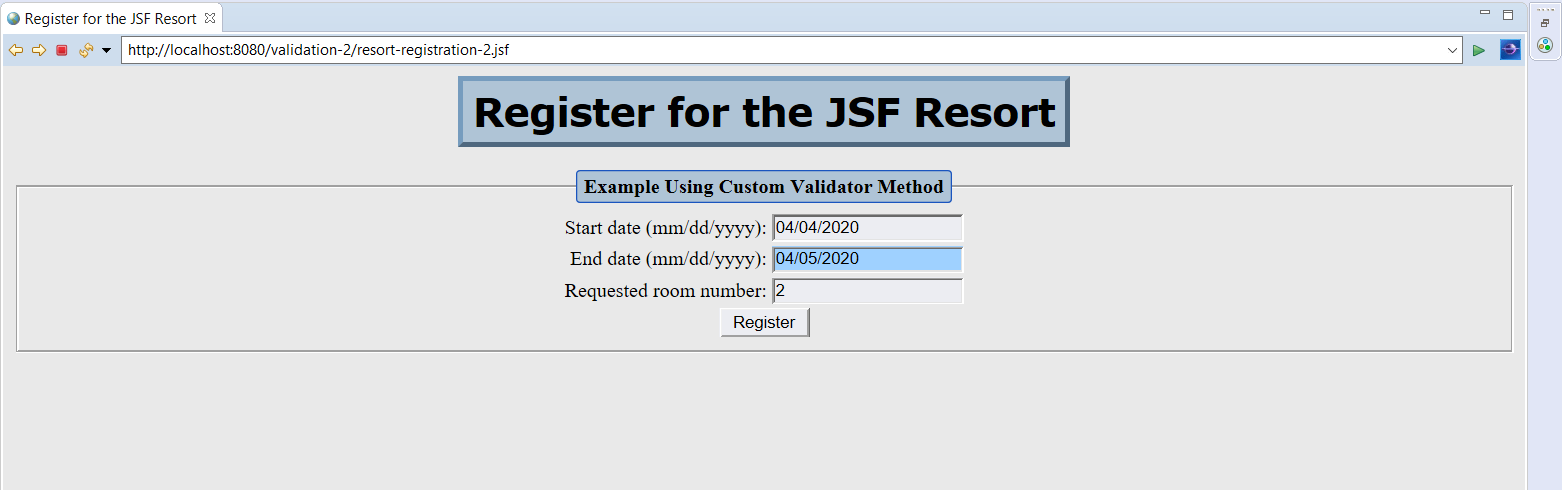 Register for the JSF Resort
http://localhost:8080/validation-2/resort-registration-2.jsf
Register for the JSF Resort
Example Using Custom Validator Method
Start date (mm/dd/yyyy): 04/04/2020
End date (mm/dd/yyyy): 04/05/2020
Requested room number: 2
Register